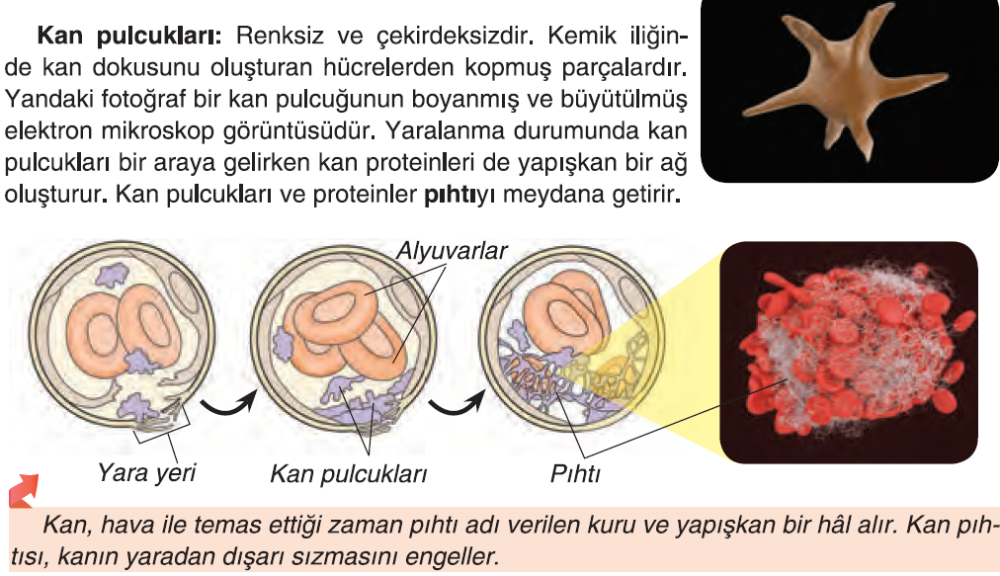 Kan pulcukları: Renksiz ve çekirdeksizdir. Kemik iliğin-
de kan dokusunu oluşturan hücrelerden kopmuş parçalardır.
Yandaki fotoğraf bir kan pulcuğunun boyanmış ve büyütülmüş
elektron mikroskop görüntüsüdür. Yaralanma durumunda kan
pulcukları bir araya gelirken kan proteinleri de yapışkan bir ağ
oluşturur. Kan pulcukları ve proteinler pıhtıyı meydana getirir.
Alyuvarlar
Yara yeri
Kan pulcukları
Pıhtı
Kan, hava ile temas ettiği zaman pıhtı adı verilen kuru ve yapışkan bir hâl alır. Kan pıh-
tısı, kanın yaradan dışarı sızmasını engeller.